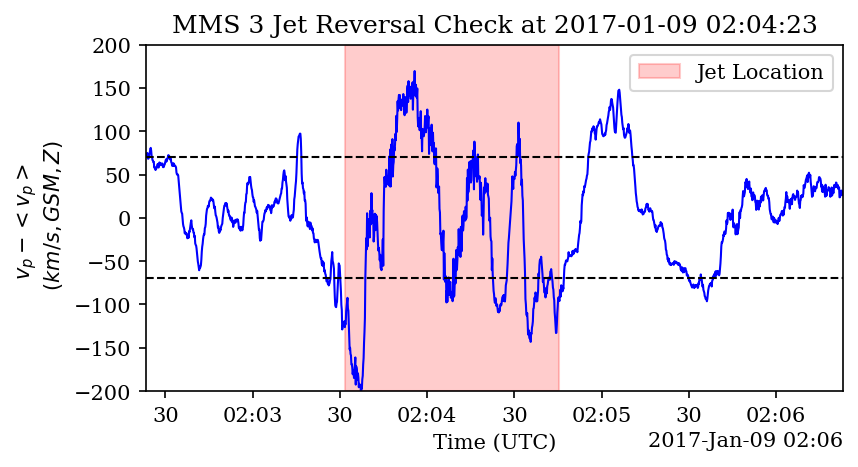 MMS 3 Jet Reversal Check at 2017-01-09 02:04:23
200
150
100
50
0
−50
−100
−150
−200
v_p − <v_p>
(km/s, GSM, Z)
Jet Location
30 02:03 30 02:04 30 02:05 30 02:06
Time (UTC)
2017-Jan-09 02:06